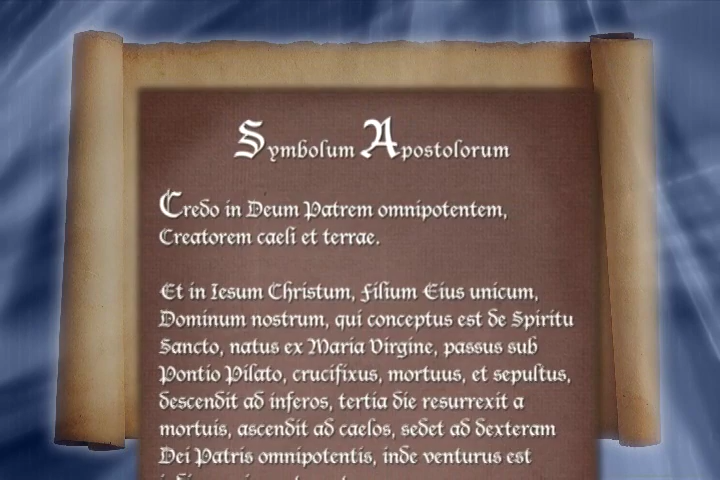 Symbolum Apostolorum
Credo in Deum Patrem omnipotentem,
Creatorem caeli et terrae.
Et in Iesum Christum, Filium Eius unicum,
Dominum nostrum, qui conceptus est de Spiritu
Sancto, natus ex Maria Virgine, passus sub
Pontio Pilato, crucifixus, mortuus, et sepultus,
descendit ad inferos, tertia die resurrexit a
mortuis, ascendit ad caelos, sedet ad dexteram
Dei Patris omnipotentis, inde venturus est